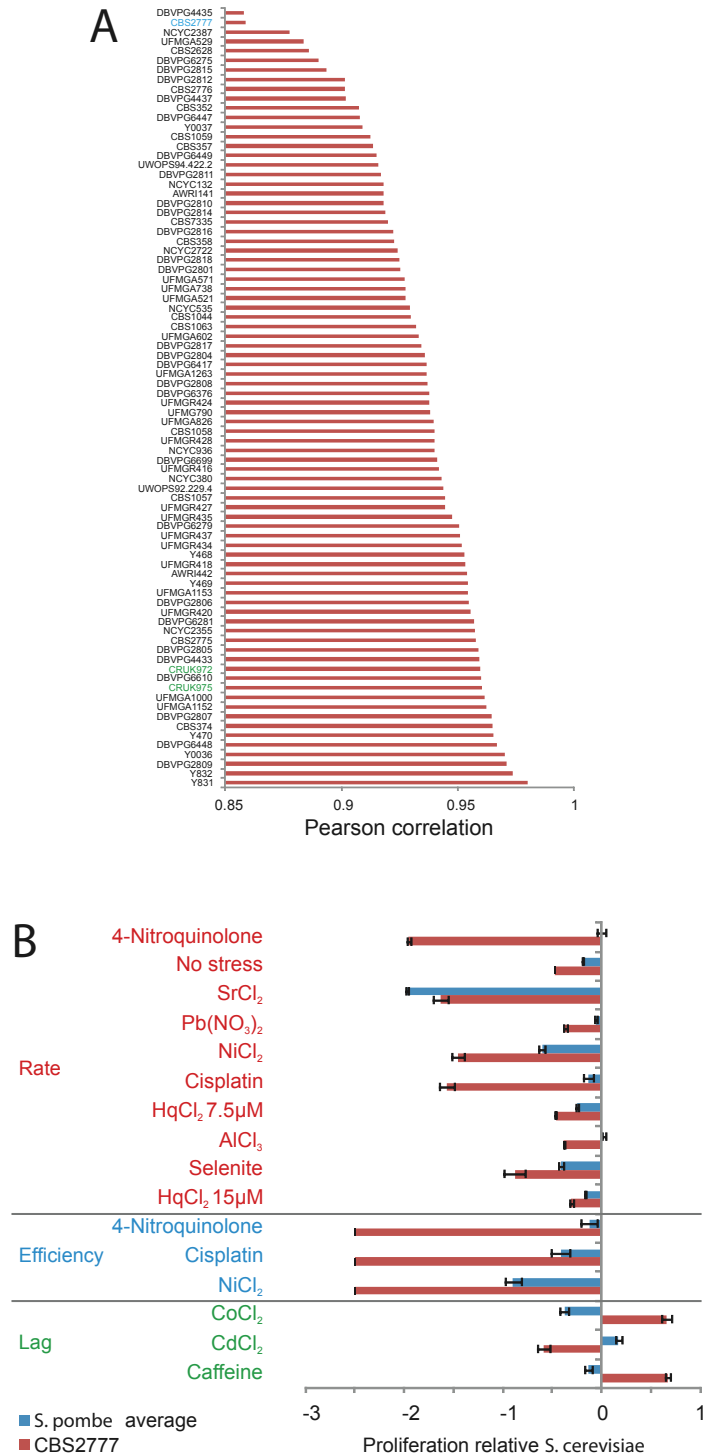 A
DBVPG4435
CBS2777
NCYC2387
UFMGA529
CBS2628
DBVPG6275
DBVPG2815
DBVPG2812
CBS2776
DBVPG4437
CBS352
DBVPG6447
Y0037
CBS1059
CBS357
DBVPG6449
UWOPS94.422.2
DBVPG2811
NCYC132
AWRI141
DBVPG2810
DBVPG2814
CBS7335
DBVPG2816
CBS358
NCYC2722
DBVPG2818
DBVPG2801
UFMGA571
UFMGA738
UFMGA521
NCYC535
CBS1044
CBS1063
UFMGA602
DBVPG2817
DBVPG2804
DBVPG6417
UFMGA1263
DBVPG2808
DBVPG6376
UFMGR424
UFMG790
UFMGA826
CBS1058
UFMGR428
NCYC936
DBVPG6699
UFMGR416
NCYC380
UWOPS92.229.4
CBS1057
UFMGR427
UFMGR435
DBVPG6279
UFMGR437
UFMGR434
Y468
UFMGR418
AWRI442
Y469
UFMGA1153
DBVPG2806
UFMGR420
DBVPG6281
NCYC2355
CBS2775
DBVPG2805
DBVPG4433
CRUK972
DBVPG6610
CRUK975
UFMGA1000
UFMGA1152
DBVPG2807
CBS374
Y470
DBVPG6448
Y0036
DBVPG2809
Y832
Y831
0.85 0.9 0.95 1
Pearson correlation
B
Rate
4-Nitroquinolone
No stress
SrCl₂
Pb(NO₃)₂
NiCl₂
Cisplatin
HqCl₂ 7.5µM
AlCl₃
Selenite
HqCl₂ 15µM
Efficiency
4-Nitroquinolone
Cisplatin
NiCl₂
Lag
CoCl₂
CdCl₂
Caffeine
-3 -2 -1 0 1
Proliferation relative S. cerevisiae
S. pombe average
CBS2777